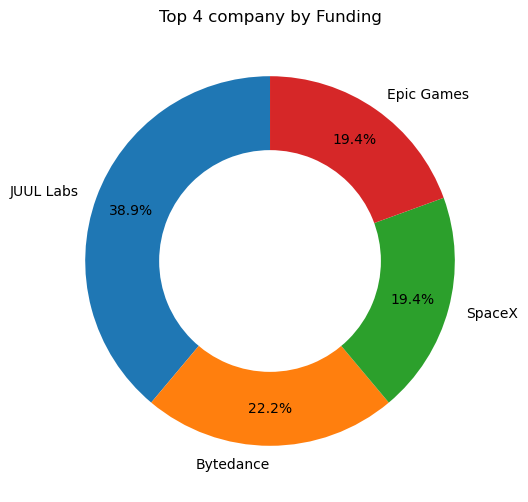 Top 4 company by Funding
Epic Games
19.4%
JUUL Labs
38.9%
19.4%
SpaceX
22.2%
Bytedance